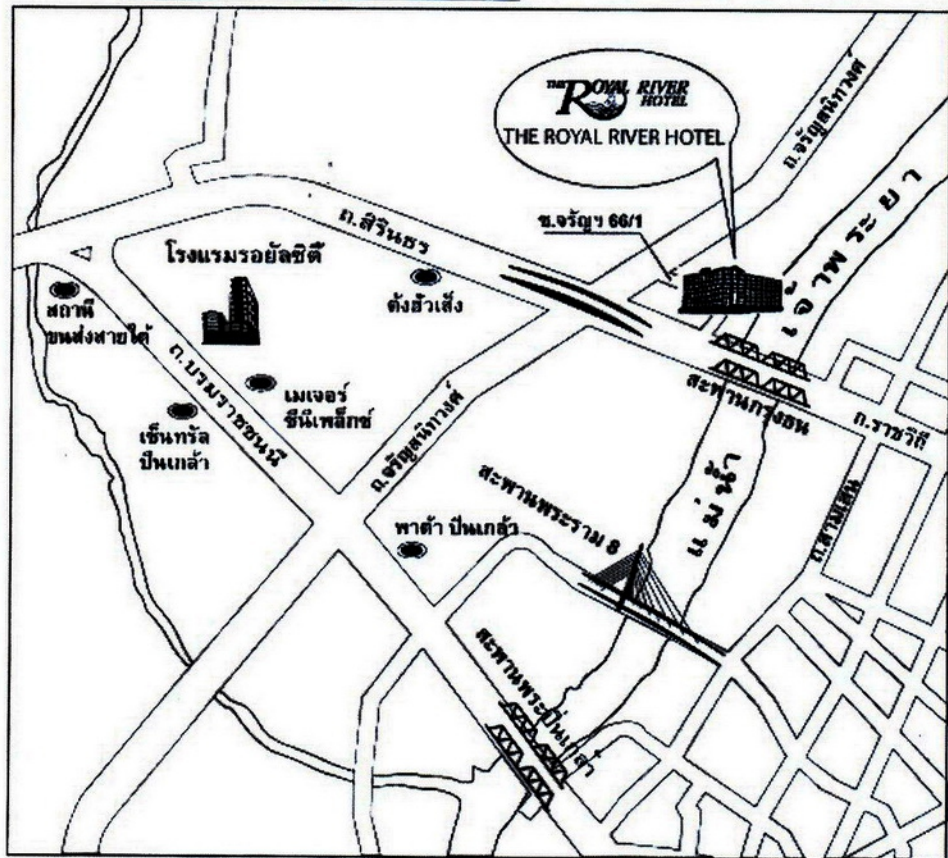 THE ROYAL RIVER
HOTEL
THE ROYAL RIVER HOTEL
ถ.จรัญสนิทวงศ์
ถ.สิรินธร
ซ.จรัญฯ 66/1
โรงแรมรอยัลซิตี้
ตังฮั่วเส็ง
เจ้าพระยา
สถานี
ขนส่งสายใต้
ถ.บรมราชชนนี
เมเจอร์
ซีนีเพล็กซ์
เซ็นทรัล
ปิ่นเกล้า
ถ.จรัญสนิทวงศ์
สะพานกรุงธน
ถ.ราชวิถี
แม่น้ำ
สะพานพระราม 8
ถ.สามเสน
พาต้า ปิ่นเกล้า
สะพานพระปิ่นเกล้า